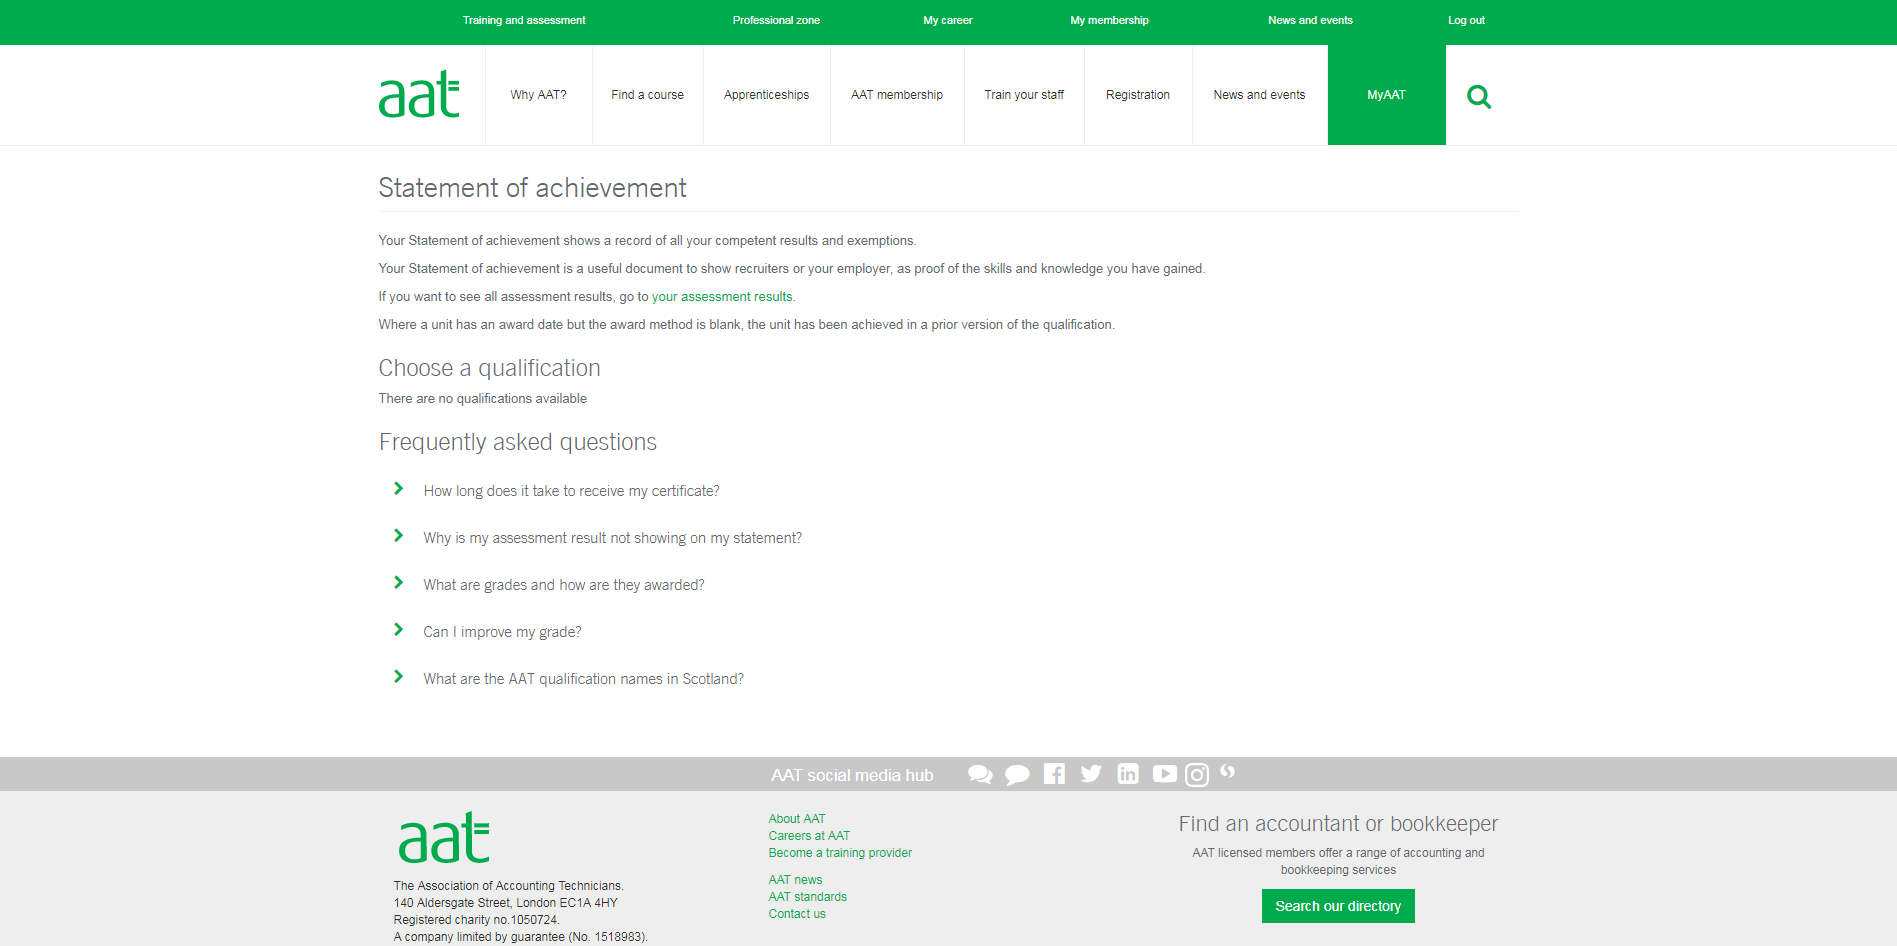 Training and assessment
Professional zone
My career
My membership
News and events
Log out
aat
Why AAT?
Find a course
Apprenticeships
AAT membership
Train your staff
Registration
News and events
MyAAT
Statement of achievement
Your Statement of achievement shows a record of all your competent results and exemptions.
Your Statement of achievement is a useful document to show recruiters or your employer, as proof of the skills and knowledge you have gained.
If you want to see all assessment results, go to your assessment results.
Where a unit has an award date but the award method is blank, the unit has been achieved in a prior version of the qualification.
Choose a qualification
There are no qualifications available
Frequently asked questions
How long does it take to receive my certificate?
Why is my assessment result not showing on my statement?
What are grades and how are they awarded?
Can I improve my grade?
What are the AAT qualification names in Scotland?
AAT social media hub
aat
The Association of Accounting Technicians.
140 Aldersgate Street, London EC1A 4HY
Registered charity no.1050724.
A company limited by guarantee (No. 1518983).
About AAT
Careers at AAT
Become a training provider
AAT news
AAT standards
Contact us
Find an accountant or bookkeeper
AAT licensed members offer a range of accounting and
bookkeeping services
Search our directory